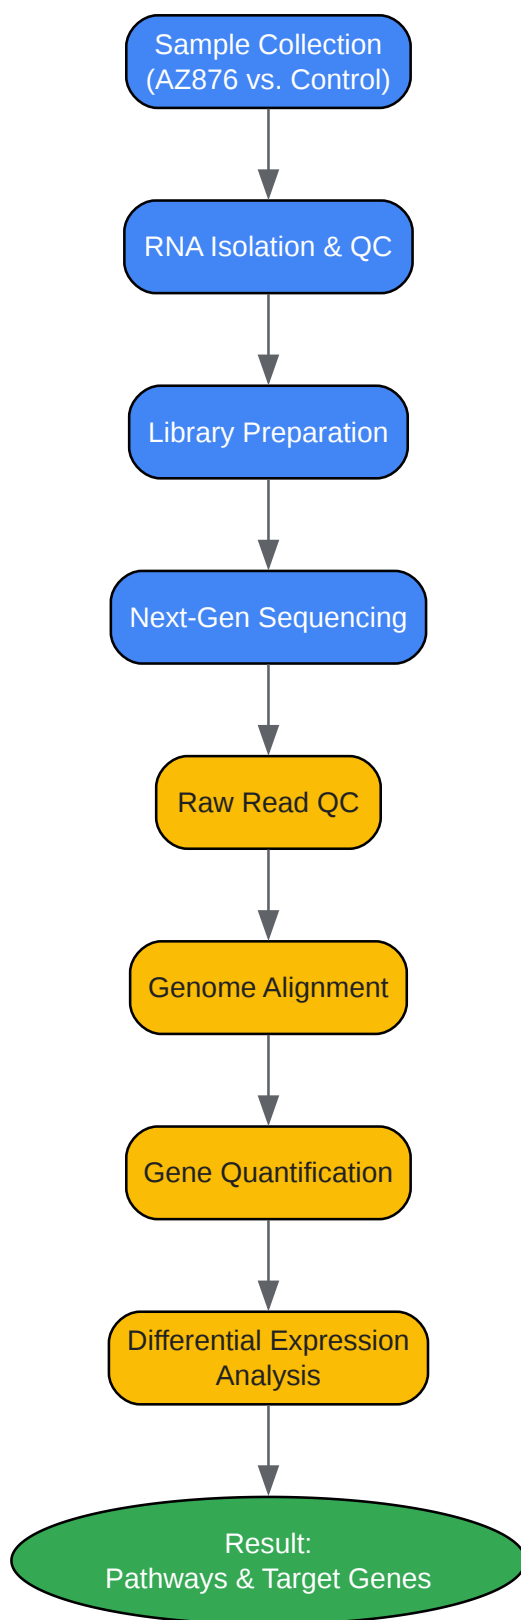 Sample Collection
(AZ876 vs. Control)
RNA Isolation & QC
Library Preparation
Next-Gen Sequencing
Raw Read QC
Genome Alignment
Gene Quantification
Differential Expression
Analysis
Result:
Pathways & Target Genes